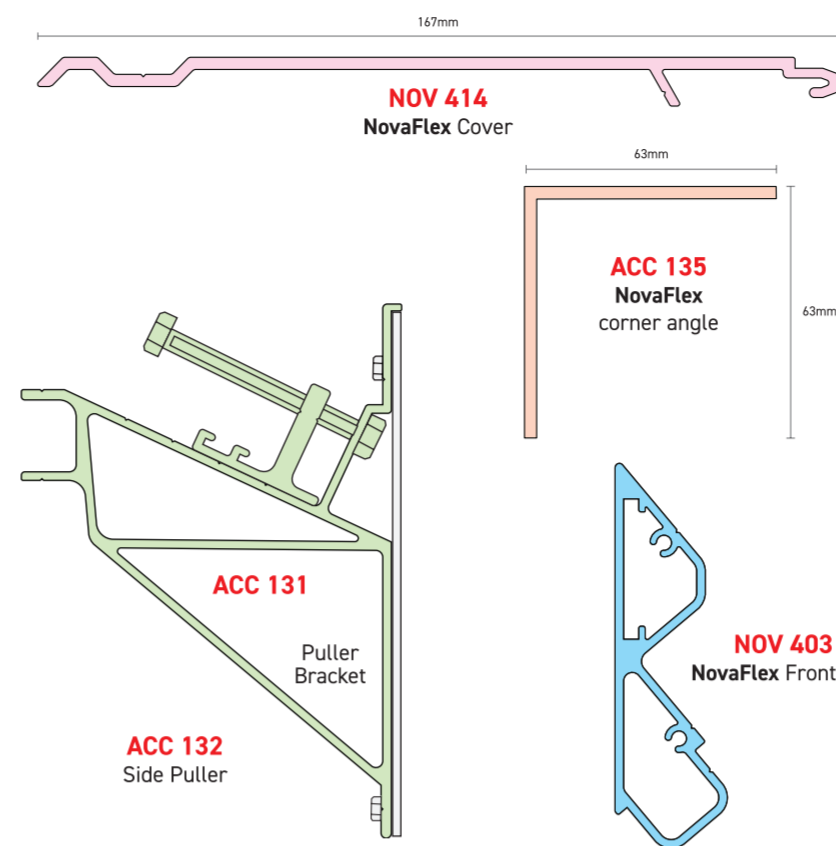 167mm
NOV 414
NovaFlex Cover
63mm
ACC 135
NovaFlex
corner angle
63mm
ACC 131
Puller
Bracket
NOV 403
NovaFlex Front
ACC 132
Side Puller